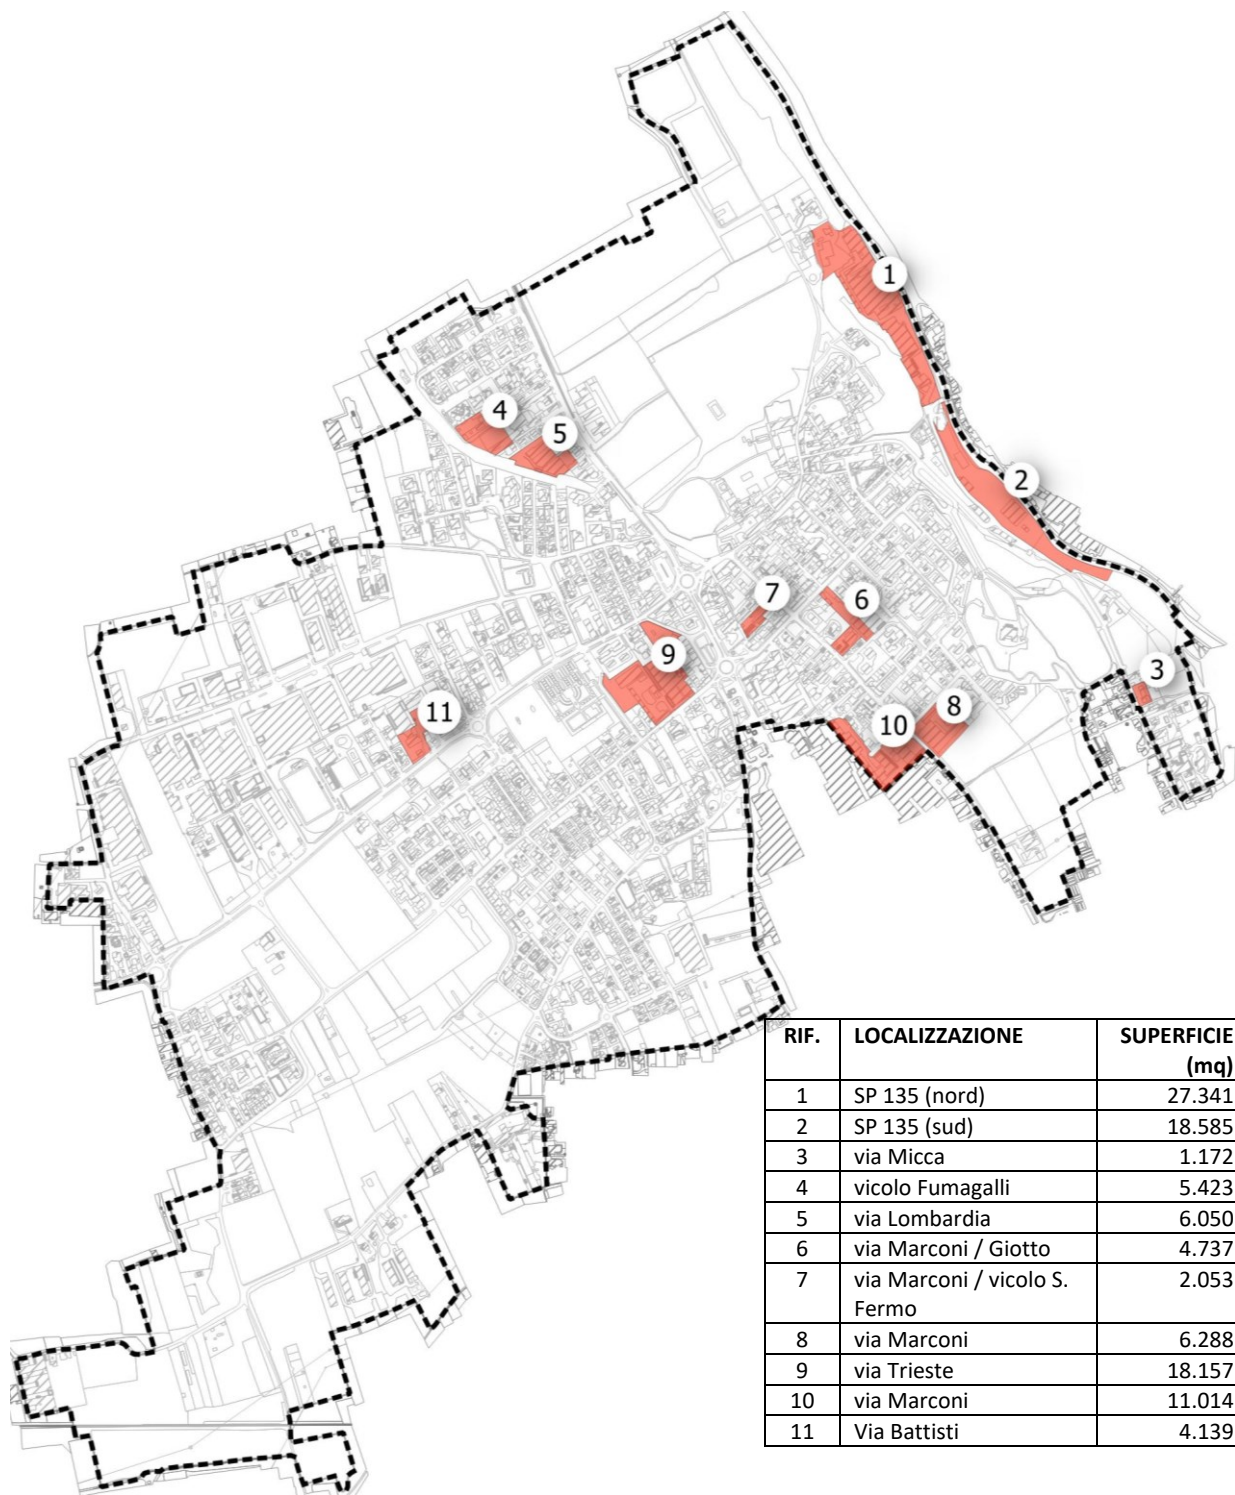 1
2
3
4
5
6
7
8
9
10
11
RIF. LOCALIZZAZIONE SUPERFICIE
(mq)
1 SP 135 (nord) 27.341
2 SP 135 (sud) 18.585
3 via Micca 1.172
4 vicolo Fumagalli 5.423
5 via Lombardia 6.050
6 via Marconi / Giotto 4.737
7 via Marconi / vicolo S. 2.053
Fermo
8 via Marconi 6.288
9 via Trieste 18.157
10 via Marconi 11.014
11 Via Battisti 4.139